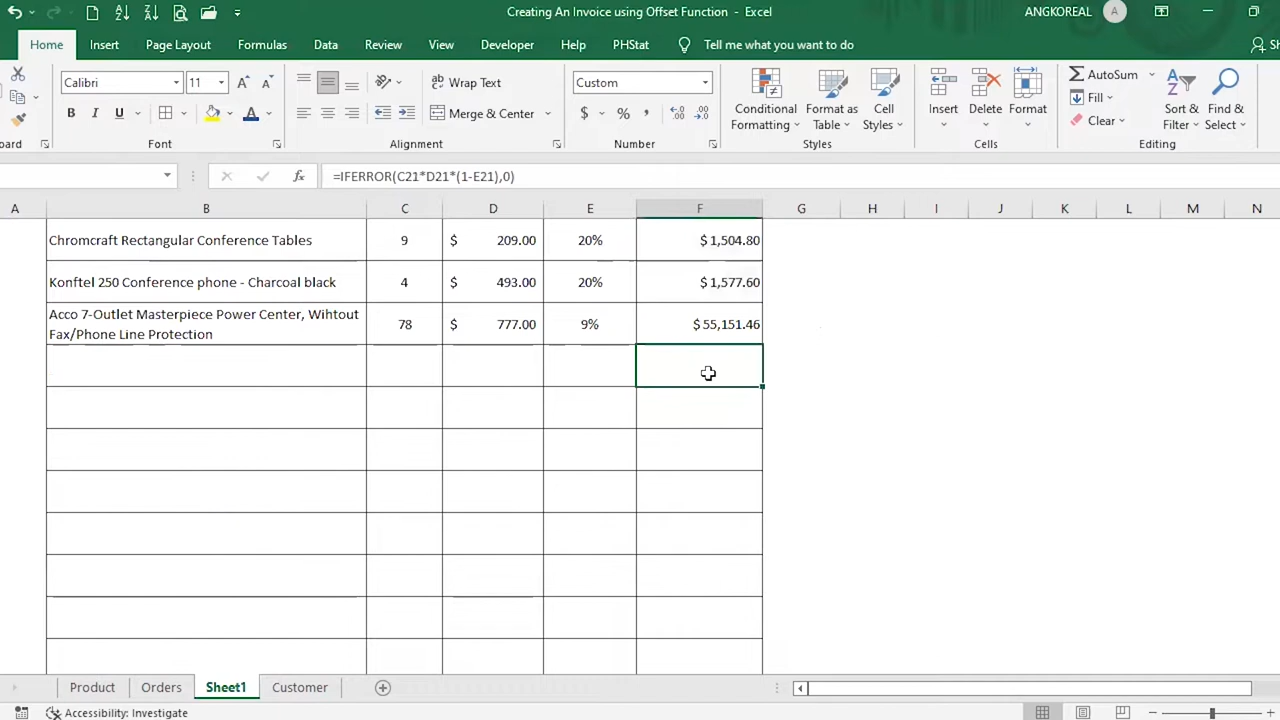 Creating An Invoice using Offset Function - Excel
ANGKOREAL A
Home Insert Page Layout Formulas Data Review View Developer Help PHStat Tell me what you want to do
Calibri 11 Wrap Text Custom AutoSum
Fill
B I U A Merge & Center $ % , Conditional Formatting Format as Table Cell Styles Insert Delete Format Clear Sort & Filter Find & Select
Font Alignment Number Styles Cells Editing
fx =IFERROR(C21*D21*(1-E21),0)
A B C D E F G H I J K L M N
Chromcraft Rectangular Conference Tables 9 $ 209.00 20% $ 1,504.80
Konftel 250 Conference phone - Charcoal black 4 $ 493.00 20% $ 1,577.60
Acco 7-Outlet Masterpiece Power Center, Wihtout
Fax/Phone Line Protection 78 $ 777.00 9% $ 55,151.46
Product Orders Sheet1 Customer
Accessibility: Investigate